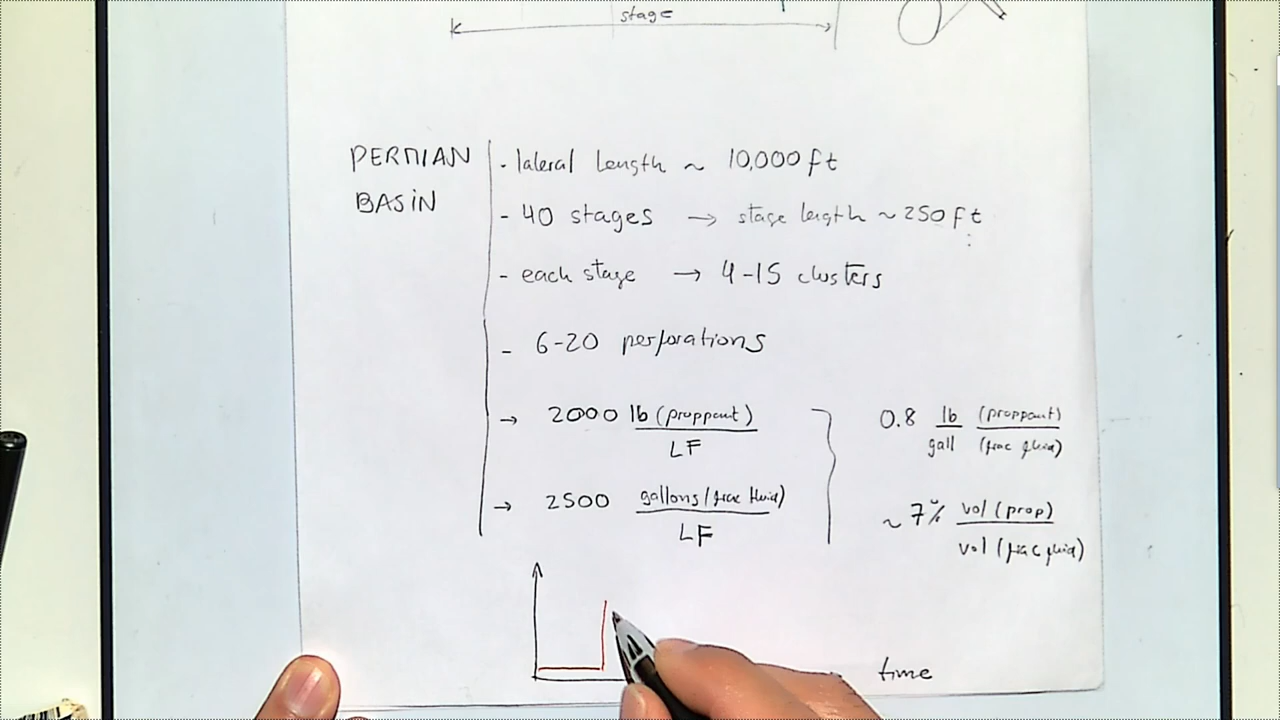 stage
PERMIAN
BASIN
- lateral length ~ 10,000 ft
- 40 stages → stage length ~ 250 ft
- each stage → 4-15 clusters
- 6-20 perforations
→ 2000 lb (proppant)
LF
→ 2500 gallons (frac fluid)
LF
0.8 lb (proppant)
gall (frac fluid)
~ 7% vol (prop)
vol (frac fluid)
time